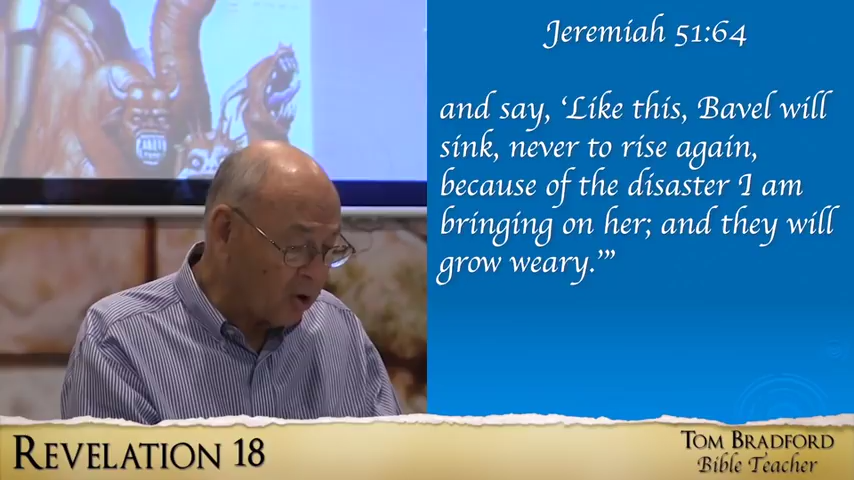 Jeremiah 51:64
and say, ‘Like this, Bavel will
sink, never to rise again,
because of the disaster I am
bringing on her; and they will
grow weary.’”
REVELATION 18
TOM BRADFORD
Bible Teacher